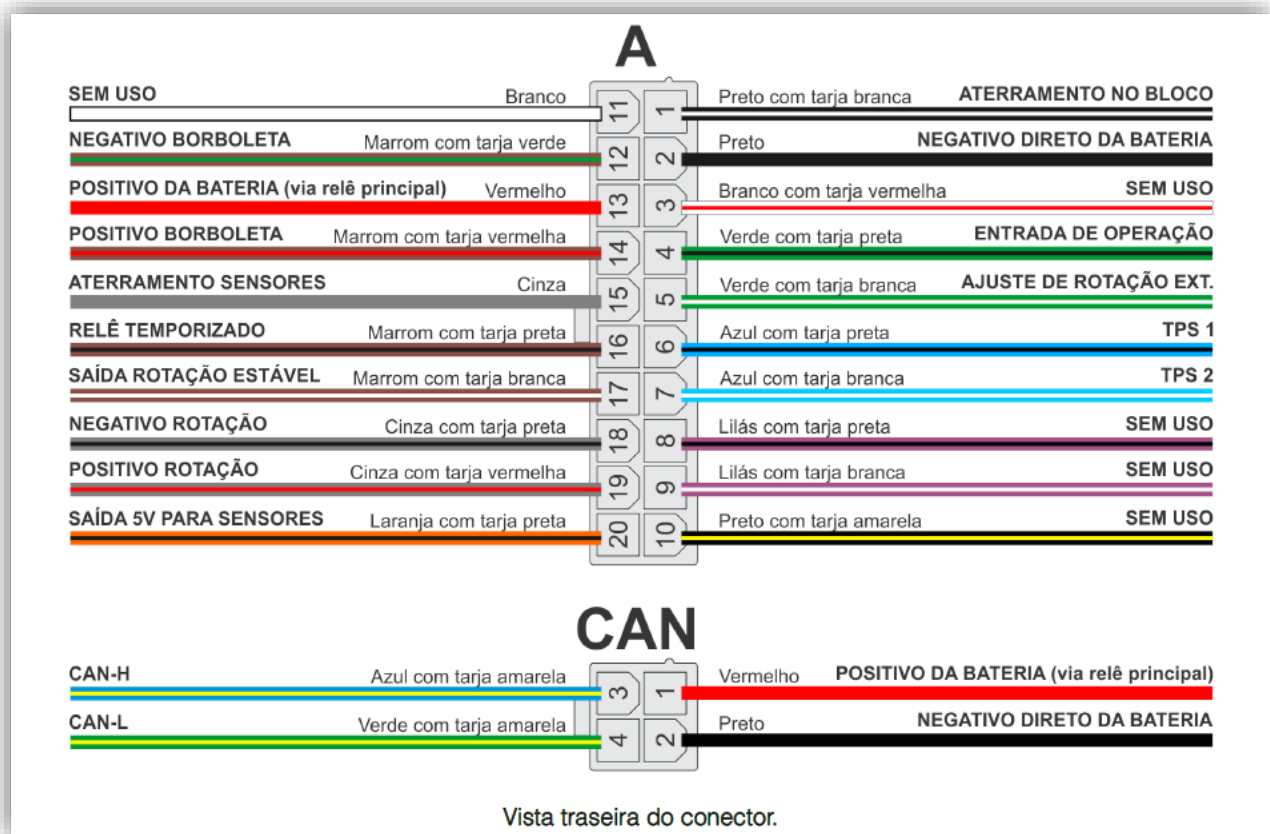 A
SEM USO Branco 11 1 Preto com tarja branca ATERRAMENTO NO BLOCO
NEGATIVO BORBOLETA Marrom com tarja verde 12 2 Preto NEGATIVO DIRETO DA BATERIA
POSITIVO DA BATERIA (via relê principal) Vermelho 13 3 Branco com tarja vermelha SEM USO
POSITIVO BORBOLETA Marrom com tarja vermelha 14 4 Verde com tarja preta ENTRADA DE OPERAÇÃO
ATERRAMENTO SENSORES Cinza 15 5 Verde com tarja branca AJUSTE DE ROTAÇÃO EXT.
RELÊ TEMPORIZADO Marrom com tarja preta 16 6 Azul com tarja preta TPS 1
SAÍDA ROTAÇÃO ESTÁVEL Marrom com tarja branca 17 7 Azul com tarja branca TPS 2
NEGATIVO ROTAÇÃO Cinza com tarja preta 18 8 Lilás com tarja preta SEM USO
POSITIVO ROTAÇÃO Cinza com tarja vermelha 19 9 Lilás com tarja branca SEM USO
SAÍDA 5V PARA SENSORES Laranja com tarja preta 20 10 Preto com tarja amarela SEM USO
CAN
CAN-H Azul com tarja amarela 3 1 Vermelho POSITIVO DA BATERIA (via relê principal)
CAN-L Verde com tarja amarela 4 2 Preto NEGATIVO DIRETO DA BATERIA
Vista traseira do conector.